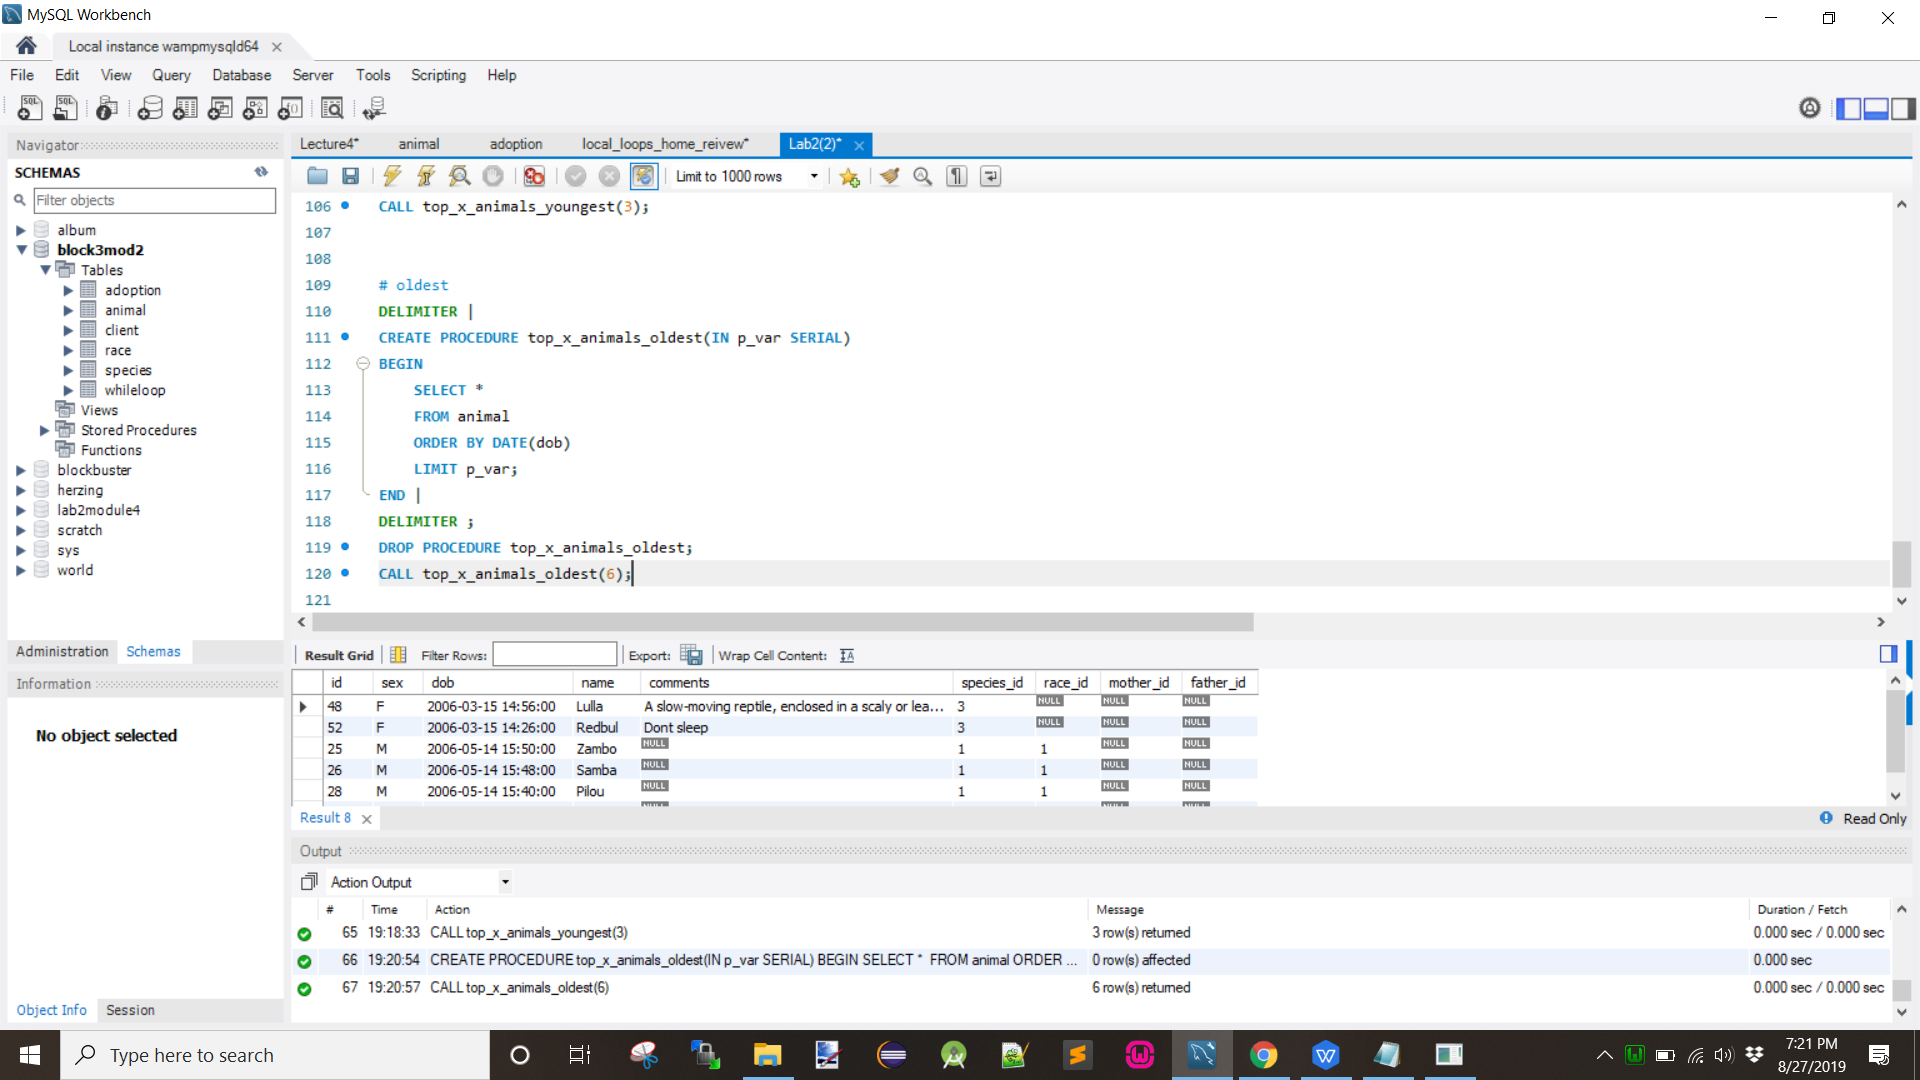 MySQL Workbench
Local instance wampmysqld64
File Edit View Query Database Server Tools Scripting Help
Navigator
SCHEMAS
Filter objects
album
block3mod2
Tables
adoption
animal
client
race
species
whileloop
Views
Stored Procedures
Functions
blockbuster
herzing
lab2module4
scratch
sys
world
Administration Schemas
Information
No object selected
Object Info Session
Lecture4* animal adoption local_loops_home_reivew* Lab2(2)*
Limit to 1000 rows
106 CALL top_x_animals_youngest(3);
107
108
109 # oldest
110 DELIMITER |
111 CREATE PROCEDURE top_x_animals_oldest(IN p_var SERIAL)
112 BEGIN
113 SELECT *
114 FROM animal
115 ORDER BY DATE(dob)
116 LIMIT p_var;
117 END |
118 DELIMITER ;
119 DROP PROCEDURE top_x_animals_oldest;
120 CALL top_x_animals_oldest(6);
121
Result Grid Filter Rows: Export: Wrap Cell Content:
id sex dob name comments species_id race_id mother_id father_id
48 F 2006-03-15 14:56:00 Lulla A slow-moving reptile, enclosed in a scaly or lea... 3 NULL NULL NULL
52 F 2006-03-15 14:26:00 Redbul Dont sleep 3 NULL NULL NULL
25 M 2006-05-14 15:50:00 Zambo NULL 1 1 NULL NULL
26 M 2006-05-14 15:48:00 Samba NULL 1 1 NULL NULL
28 M 2006-05-14 15:40:00 Pilou NULL 1 1 NULL NULL
Result 8 Read Only
Output
Action Output
# Time Action Message Duration / Fetch
65 19:18:33 CALL top_x_animals_youngest(3) 3 row(s) returned 0.000 sec / 0.000 sec
66 19:20:54 CREATE PROCEDURE top_x_animals_oldest(IN p_var SERIAL) BEGIN SELECT * FROM animal ORDER ... 0 row(s) affected 0.000 sec
67 19:20:57 CALL top_x_animals_oldest(6) 6 row(s) returned 0.000 sec / 0.000 sec
Type here to search
7:21 PM
8/27/2019